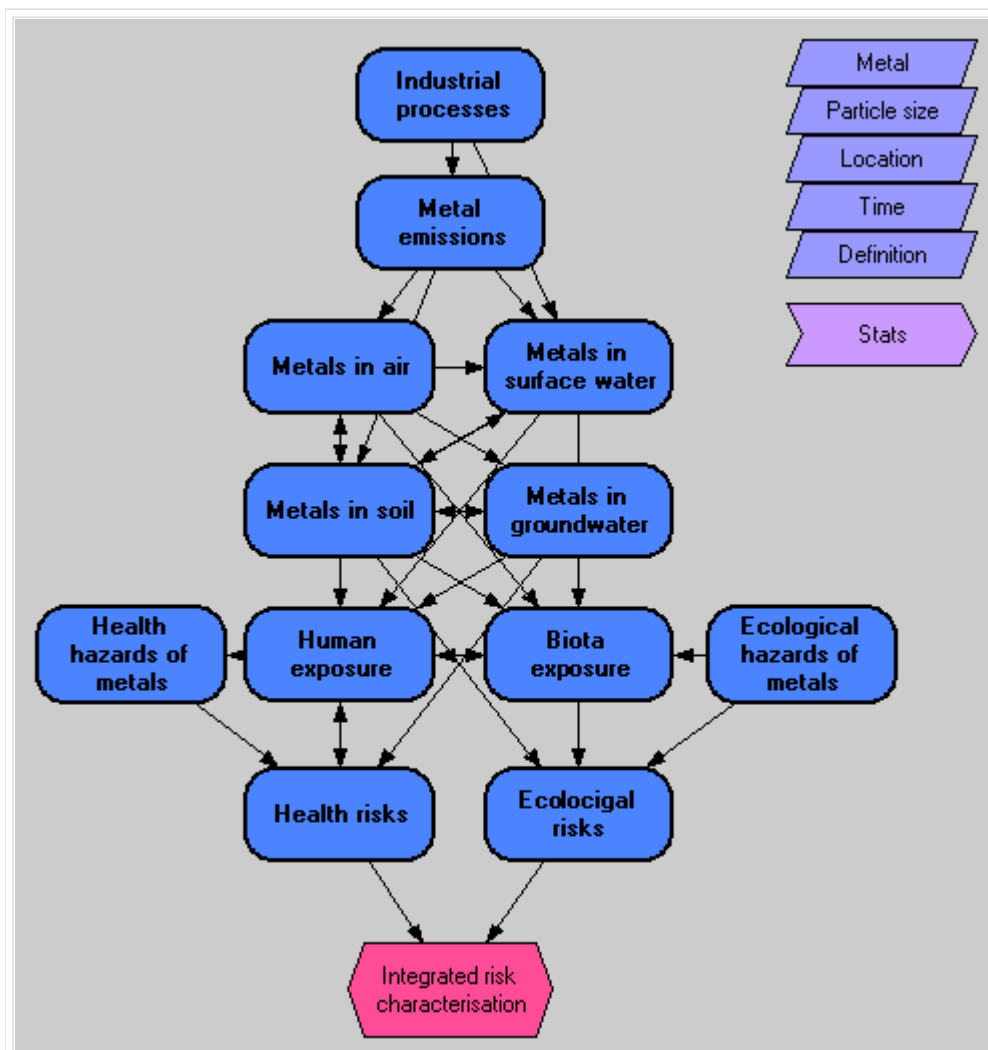 Industrial
processes
Metal
emissions
Metals in air
Metals in
surface water
Metals in soil
Metals in
groundwater
Health
hazards of
metals
Human
exposure
Biota
exposure
Ecological
hazards of
metals
Health risks
Ecolocigal
risks
Integrated risk
characterisation
Metal
Particle size
Location
Time
Definition
Stats